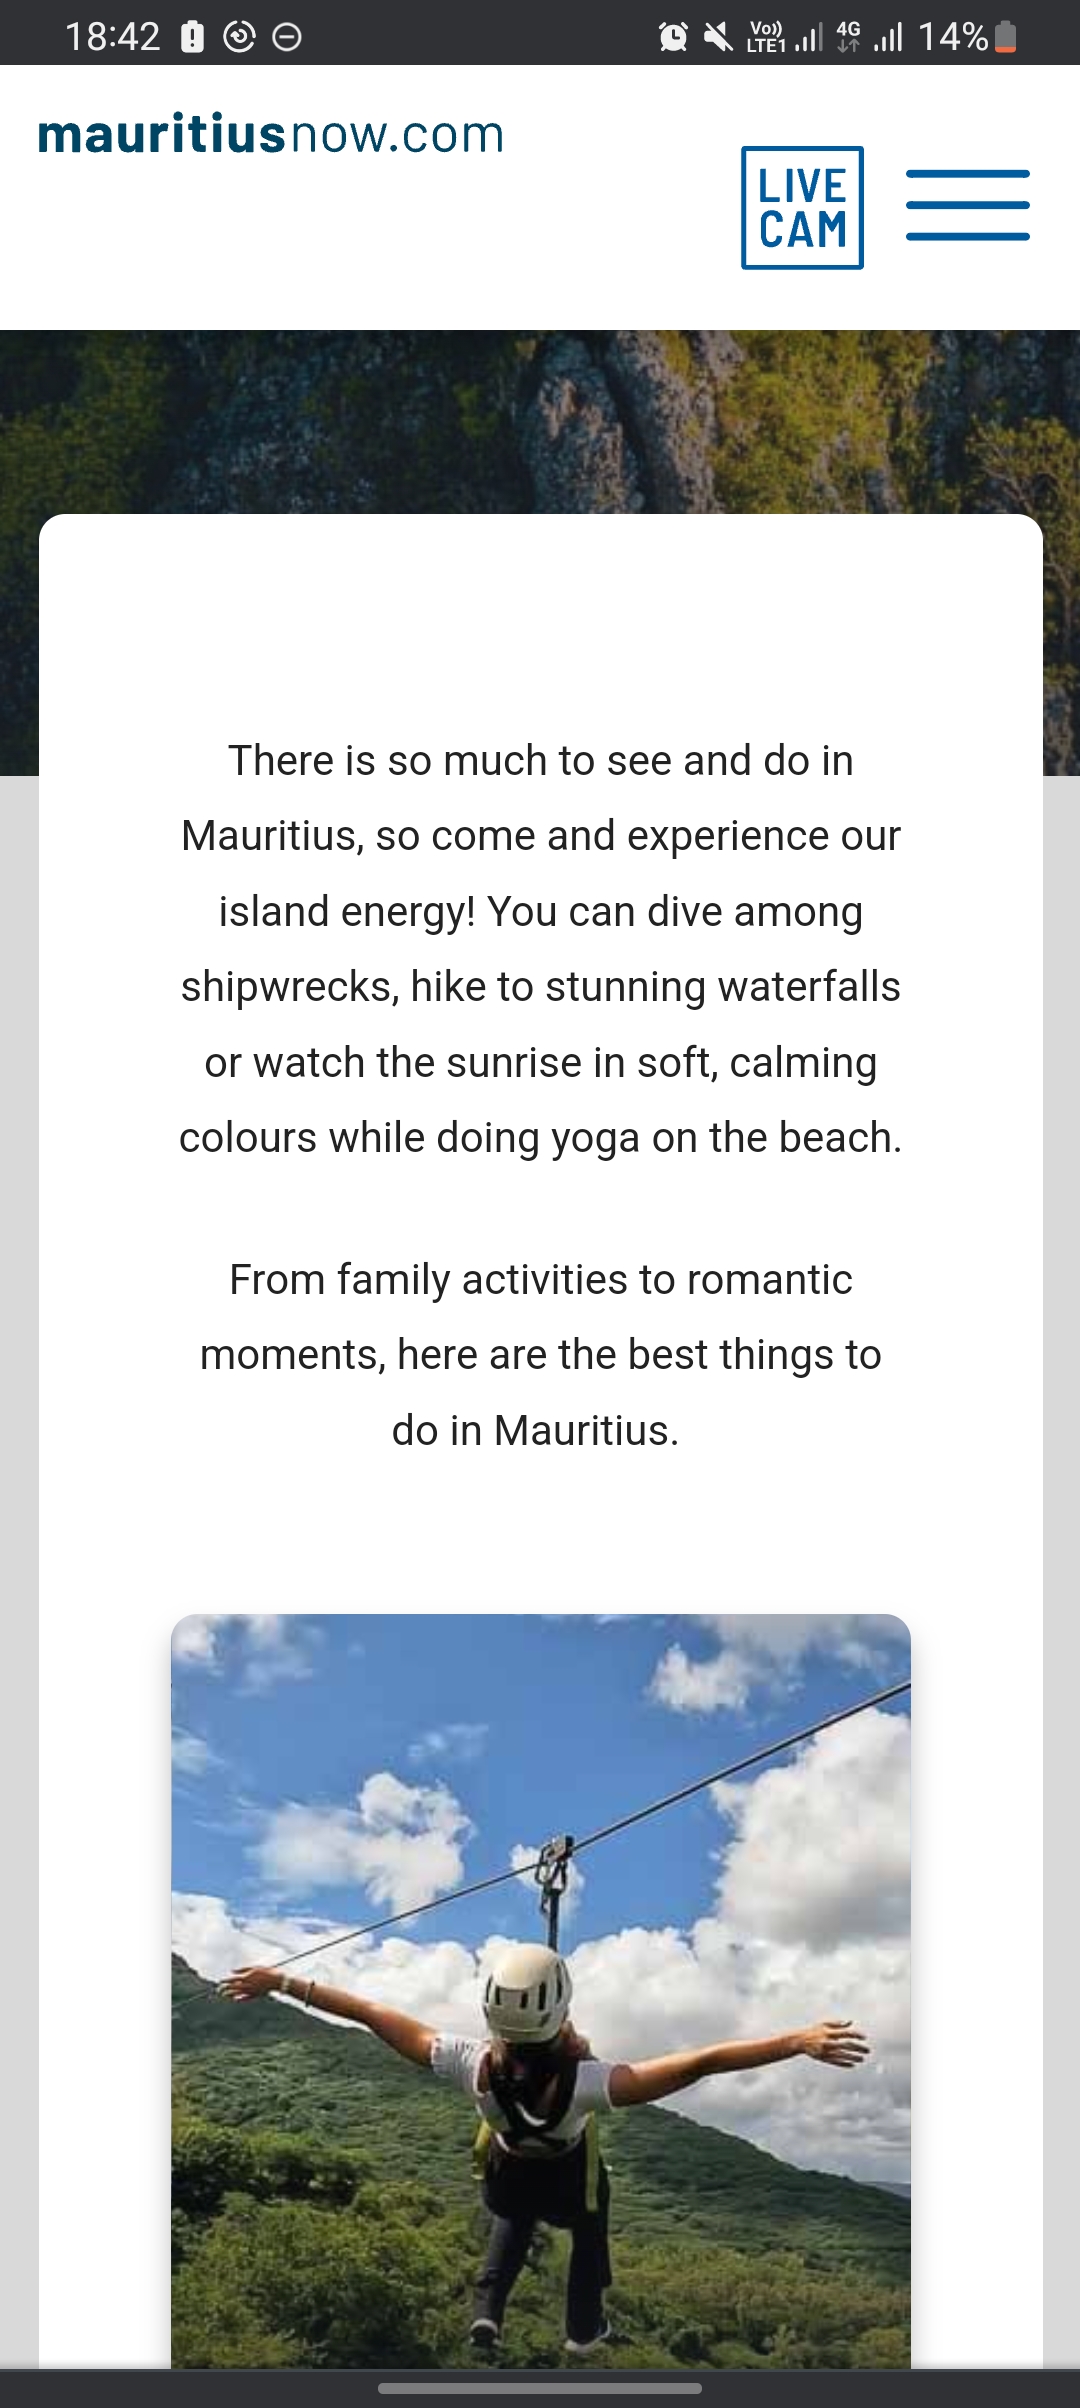 18:42
Vo)) LTE1 4G 14%
mauritiusnow.com
LIVE
CAM
There is so much to see and do in
Mauritius, so come and experience our
island energy! You can dive among
shipwrecks, hike to stunning waterfalls
or watch the sunrise in soft, calming
colours while doing yoga on the beach.
From family activities to romantic
moments, here are the best things to
do in Mauritius.